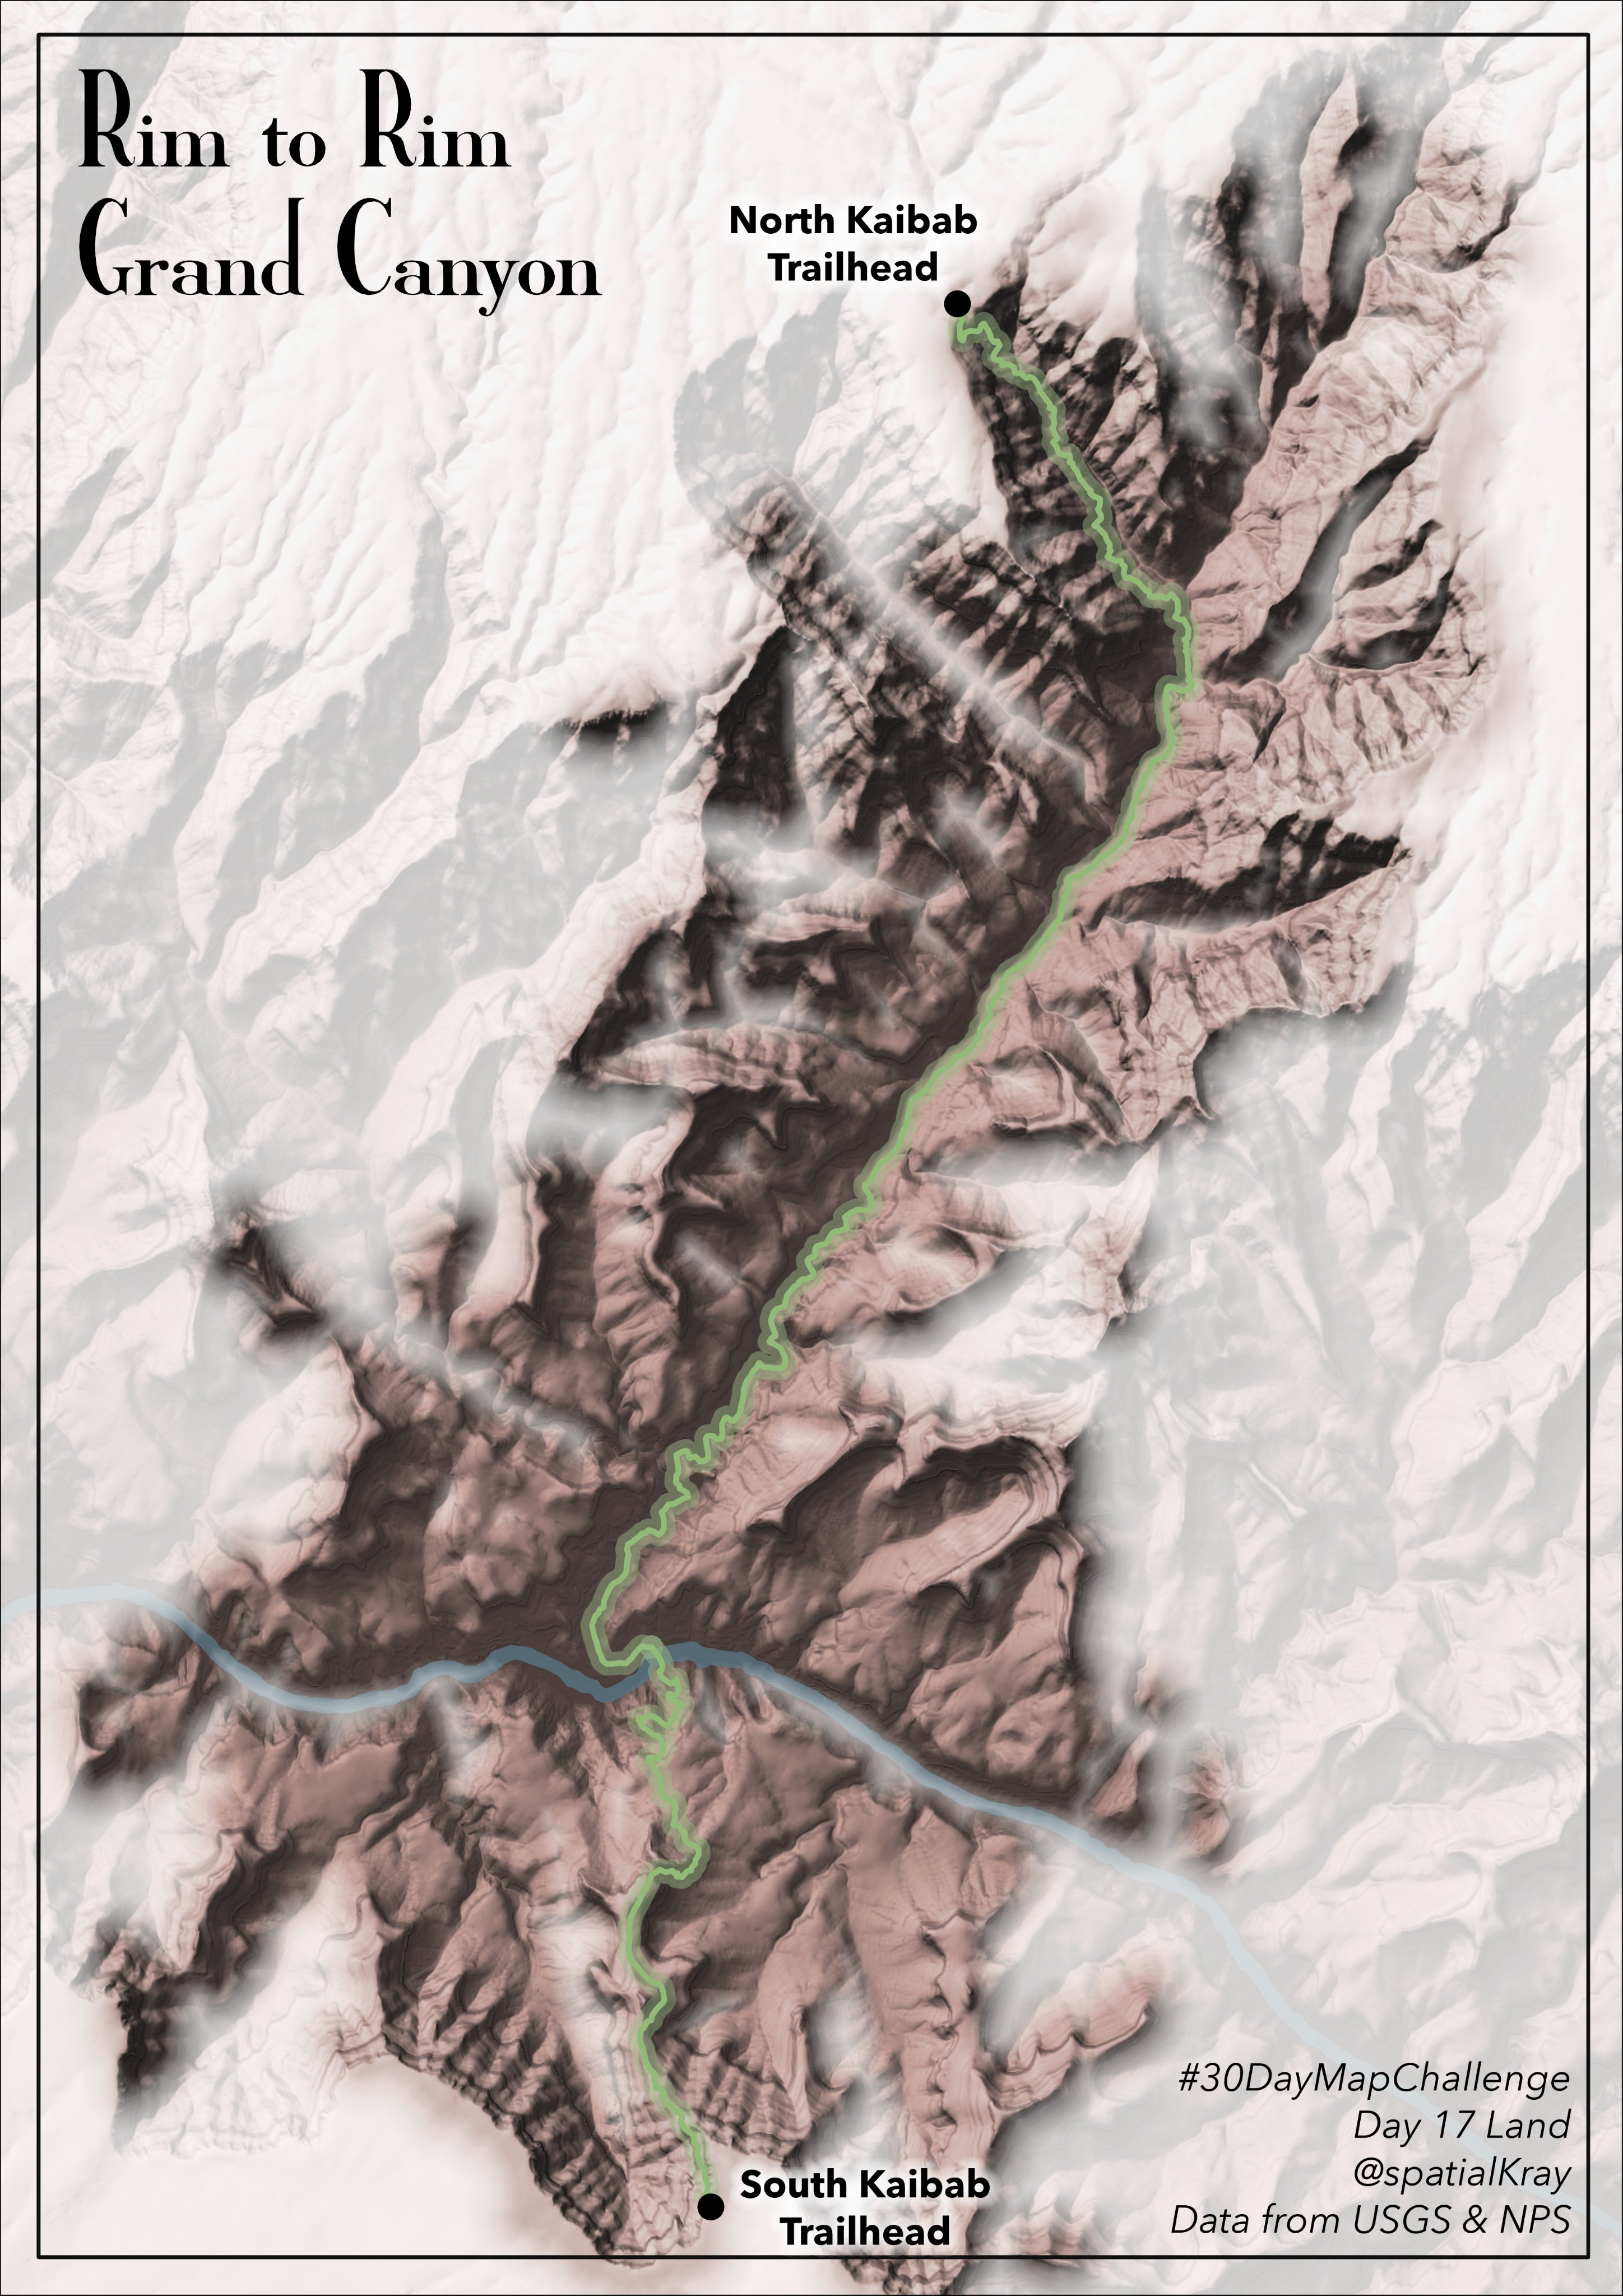 Rim to Rim
Grand Canyon
North Kaibab
Trailhead
South Kaibab
Trailhead
#30DayMapChallenge
Day 17 Land
@spatialKray
Data from USGS & NPS